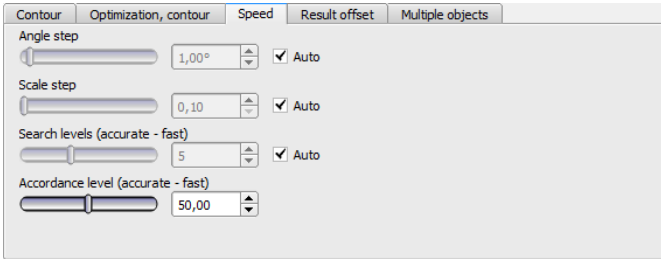 Contour Optimization, contour Speed Result offset Multiple objects
Angle step
1,00° Auto
Scale step
0,10 Auto
Search levels (accurate - fast)
5 Auto
Accordance level (accurate - fast)
50,00